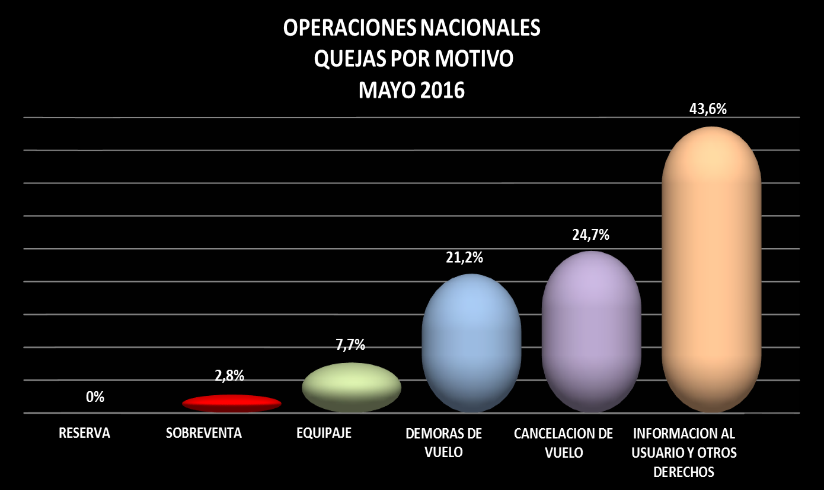 OPERACIONES NACIONALES
QUEJAS POR MOTIVO
MAYO 2016
43,6%
24,7%
21,2%
7,7%
2,8%
0%
RESERVA
SOBREVENTA
EQUIPAJE
DEMORAS DE
VUELO
CANCELACION DE
VUELO
INFORMACION AL
USUARIO Y OTROS
DERECHOS